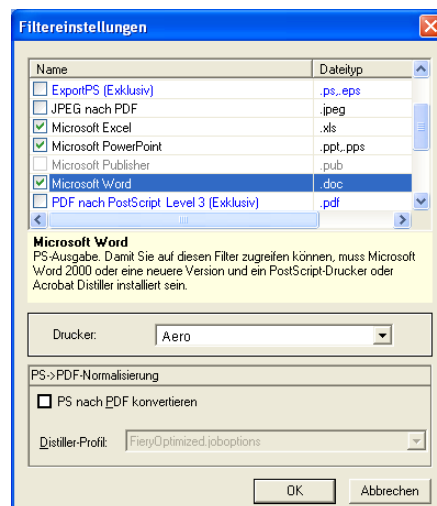 Filtereinstellungen
Name Dateityp
ExportPS (Exklusiv) .ps,.eps
JPEG nach PDF .jpeg
Microsoft Excel .xls
Microsoft PowerPoint .ppt,.pps
Microsoft Publisher .pub
Microsoft Word .doc
PDF nach PostScript Level 3 (Exklusiv) .pdf
Microsoft Word
PS-Ausgabe. Damit Sie auf diesen Filter zugreifen können, muss Microsoft
Word 2000 oder eine neuere Version und ein PostScript-Drucker oder
Acrobat Distiller installiert sein.
Drucker: Aero
PS->PDF-Normalisierung
PS nach PDF konvertieren
Distiller-Profil: FieryOptimized.joboptions
OK Abbrechen